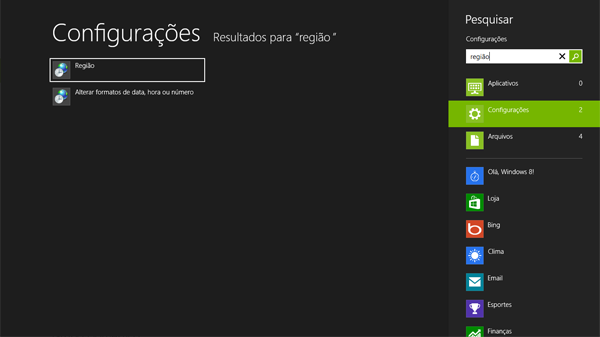 Configurações Resultados para “região”
Região
Alterar formatos de data, hora ou número
Pesquisar
Configurações
região
Aplicativos 0
Configurações 2
Arquivos 4
Olá, Windows 8!
Loja
Bing
Clima
Email
Esportes
Finanças